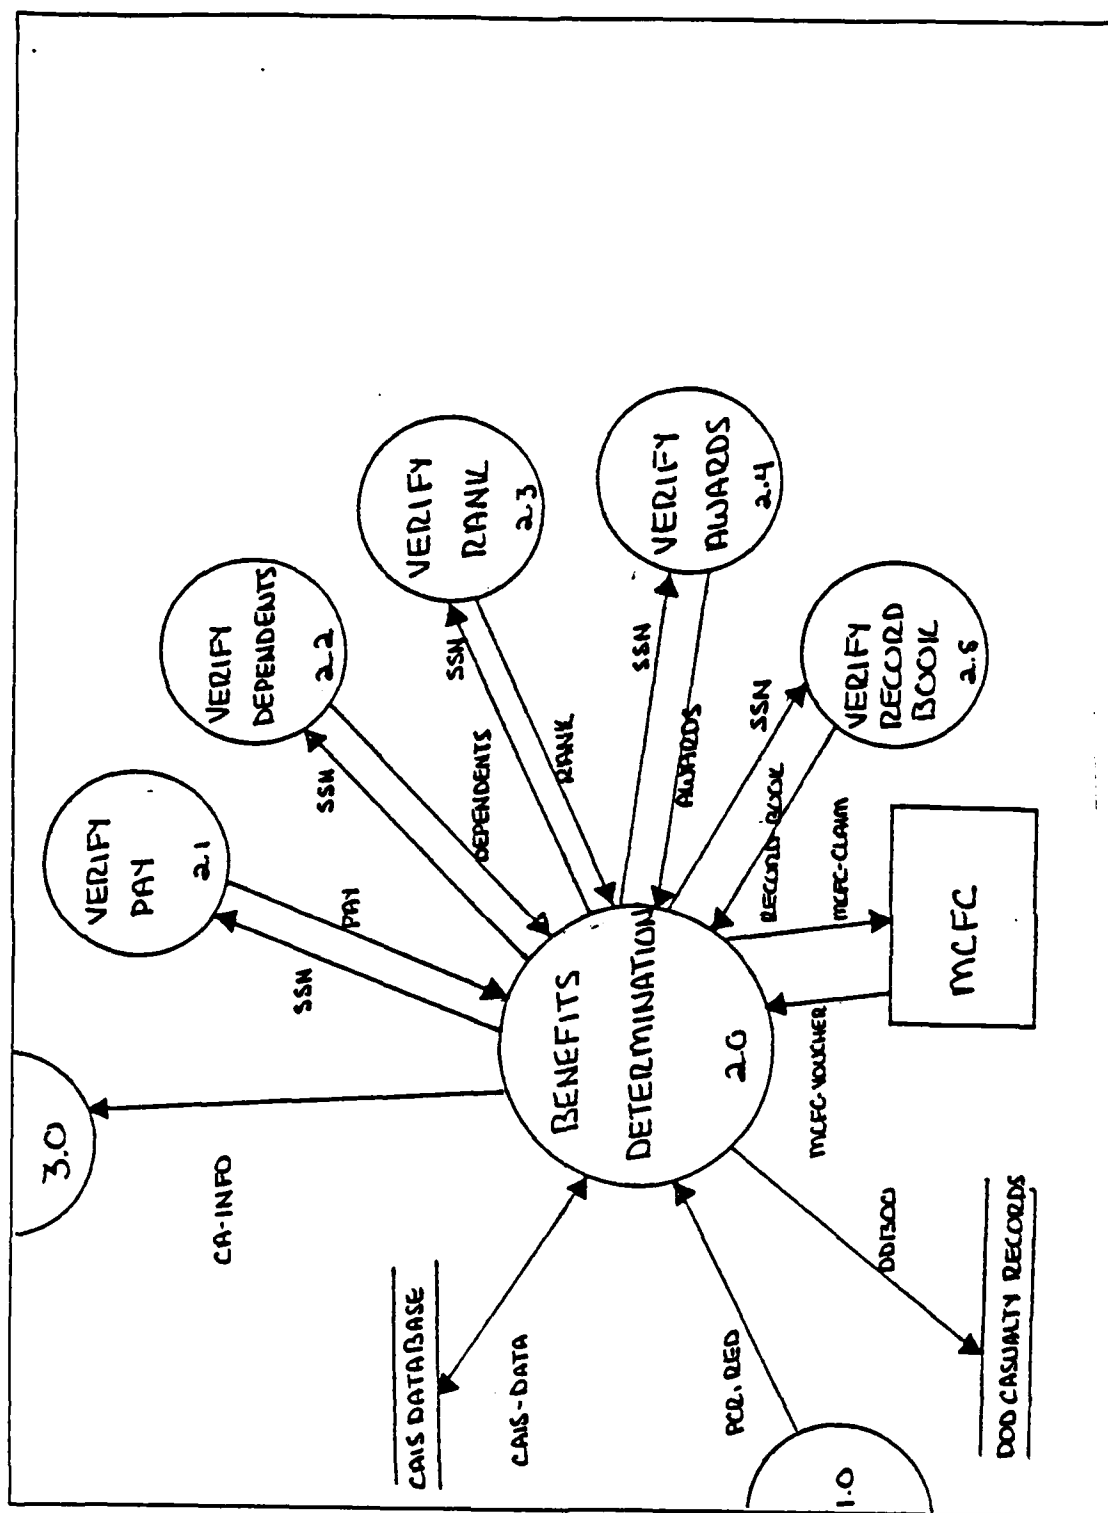 VERIFY
PAY
2.1
VERIFY
DEPENDENTS
2.2
VERIFY
RANK
2.3
VERIFY
AWARDS
2.4
VERIFY
RECORD
BOOK
2.5
SSN
PAY
SSN
DEPENDENTS
SSN
RANK
SSN
AWARDS
SSN
RECORD-BOOK
3.0
CA-INFO
BENEFITS
DETERMINATION
2.0
MCFC-CLAIM
MCFC-VOUCHER
MCFC
CAIS DATABASE
CAIS-DATA
PCR, RED
1.0
DD1300
DOD CASUALTY RECORDS